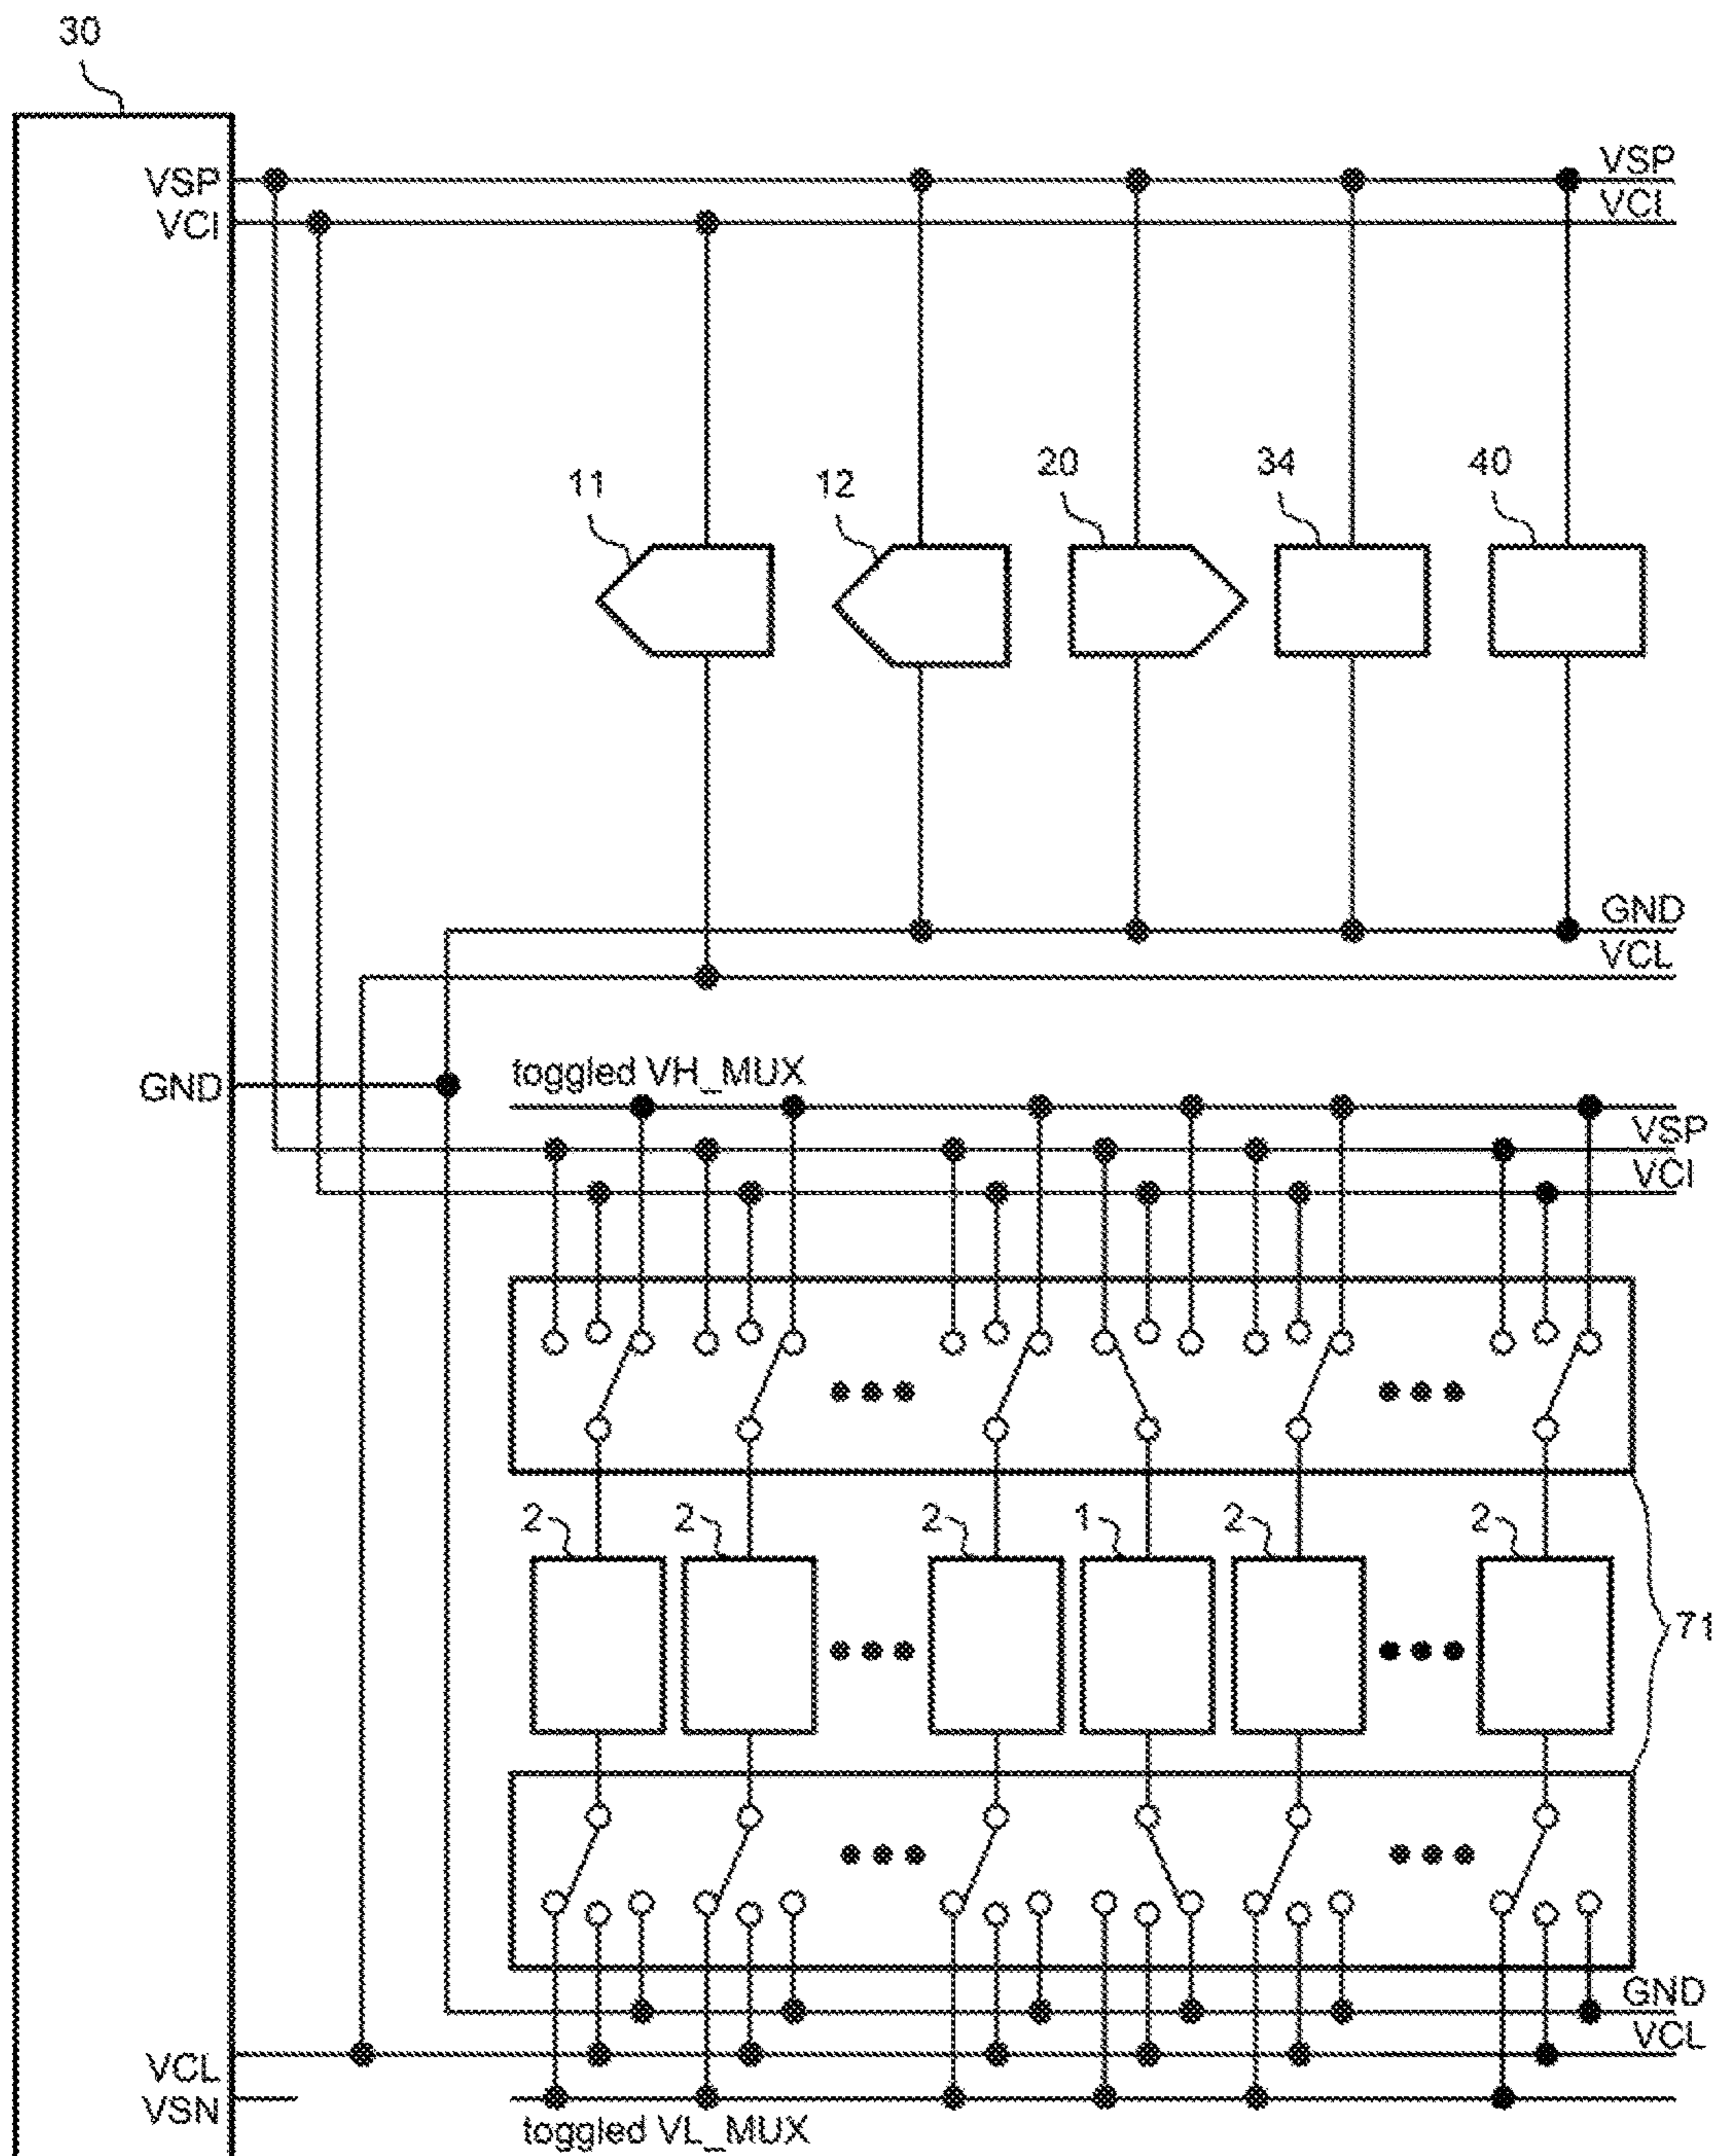 30
VSP
VSP
VCI
VCI
11
12
20
34
40
GND
VCL
GND
toggled VH_MUX
VSP
VCI
2
2
2
1
2
2
71
GND
VCL
VCL
VSN
toggled VL_MUX